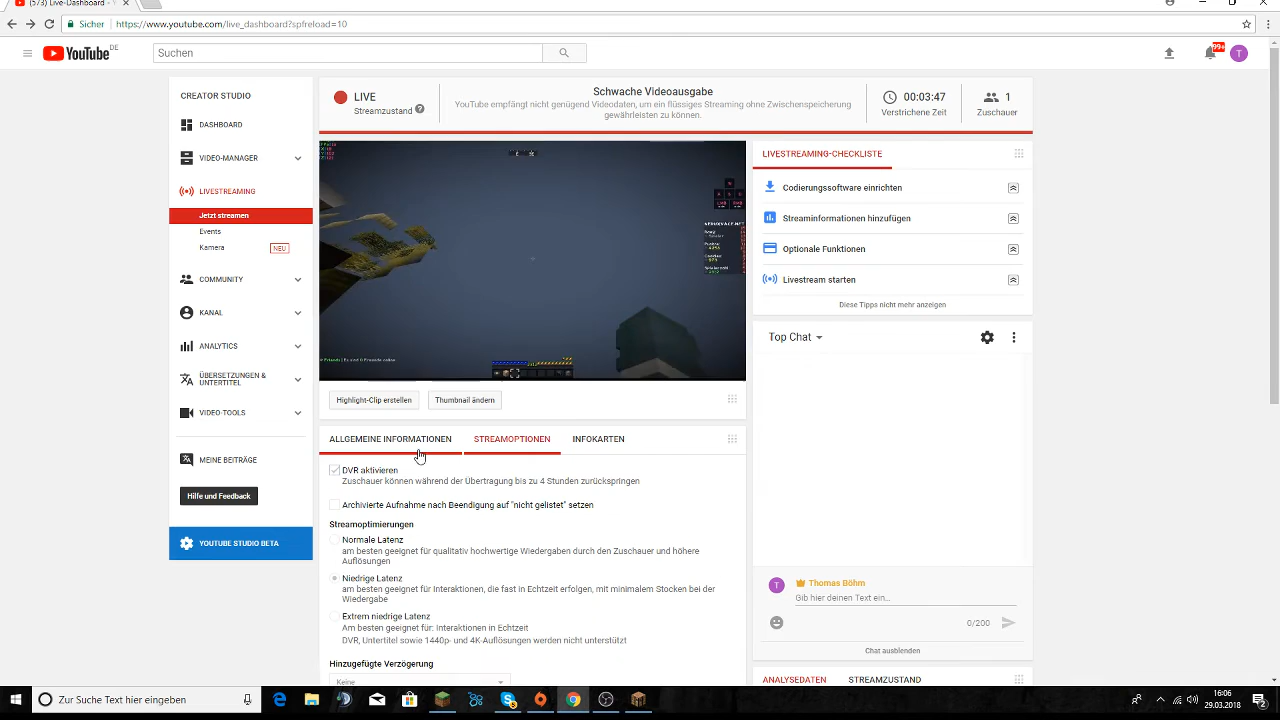 (573) Live-Dashboard -
Sicher https://www.youtube.com/live_dashboard?spfreload=10
YouTube DE
Suchen
99+
T
CREATOR STUDIO
DASHBOARD
VIDEO-MANAGER
LIVESTREAMING
Jetzt streamen
Events
Kamera NEU
COMMUNITY
KANAL
ANALYTICS
ÜBERSETZUNGEN &
UNTERTITEL
VIDEO-TOOLS
MEINE BEITRÄGE
Hilfe und Feedback
YOUTUBE STUDIO BETA
LIVE
Streamzustand ?
Schwache Videoausgabe
YouTube empfängt nicht genügend Videodaten, um ein flüssiges Streaming ohne Zwischenspeicherung
gewährleisten zu können.
00:03:47
Verstrichene Zeit
1
Zuschauer
Highlight-Clip erstellen
Thumbnail ändern
ALLGEMEINE INFORMATIONEN
STREAMOPTIONEN
INFOKARTEN
DVR aktivieren
Zuschauer können während der Übertragung bis zu 4 Stunden zurückspringen
Archivierte Aufnahme nach Beendigung auf "nicht gelistet" setzen
Streamoptimierungen
Normale Latenz
am besten geeignet für qualitativ hochwertige Wiedergaben durch den Zuschauer und höhere
Auflösungen
Niedrige Latenz
am besten geeignet für Interaktionen, die fast in Echtzeit erfolgen, mit minimalem Stocken bei der
Wiedergabe
Extrem niedrige Latenz
Am besten geeignet für: Interaktionen in Echtzeit
DVR, Untertitel sowie 1440p- und 4K-Auflösungen werden nicht unterstützt
Hinzugefügte Verzögerung
Keine
LIVESTREAMING-CHECKLISTE
Codierungssoftware einrichten
Streaminformationen hinzufügen
Optionale Funktionen
Livestream starten
Diese Tipps nicht mehr anzeigen
Top Chat
T
Thomas Böhm
Gib hier deinen Text ein...
0/200
Chat ausblenden
ANALYSEDATEN
STREAMZUSTAND
Zur Suche Text hier eingeben
16:06
29.03.2018